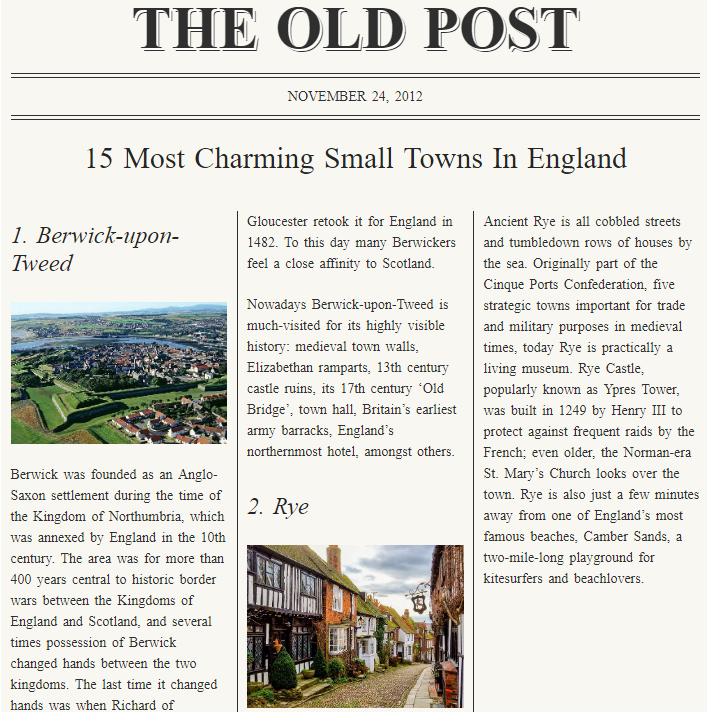 THE OLD POST
NOVEMBER 24, 2012
15 Most Charming Small Towns In England
1. Berwick-upon-
Tweed
Berwick was founded as an Anglo-
Saxon settlement during the time of
the Kingdom of Northumbria, which
was annexed by England in the 10th
century. The area was for more than
400 years central to historic border
wars between the Kingdoms of
England and Scotland, and several
times possession of Berwick
changed hands between the two
kingdoms. The last time it changed
hands was when Richard of
Gloucester retook it for England in
1482. To this day many Berwickers
feel a close affinity to Scotland.
Nowadays Berwick-upon-Tweed is
much-visited for its highly visible
history: medieval town walls,
Elizabethan ramparts, 13th century
castle ruins, its 17th century ‘Old
Bridge’, town hall, Britain’s earliest
army barracks, England’s
northernmost hotel, amongst others.
2. Rye
Ancient Rye is all cobbled streets
and tumbledown rows of houses by
the sea. Originally part of the
Cinque Ports Confederation, five
strategic towns important for trade
and military purposes in medieval
times, today Rye is practically a
living museum. Rye Castle,
popularly known as Ypres Tower,
was built in 1249 by Henry III to
protect against frequent raids by the
French; even older, the Norman-era
St. Mary’s Church looks over the
town. Rye is also just a few minutes
away from one of England’s most
famous beaches, Camber Sands, a
two-mile-long playground for
kitesurfers and beachlovers.